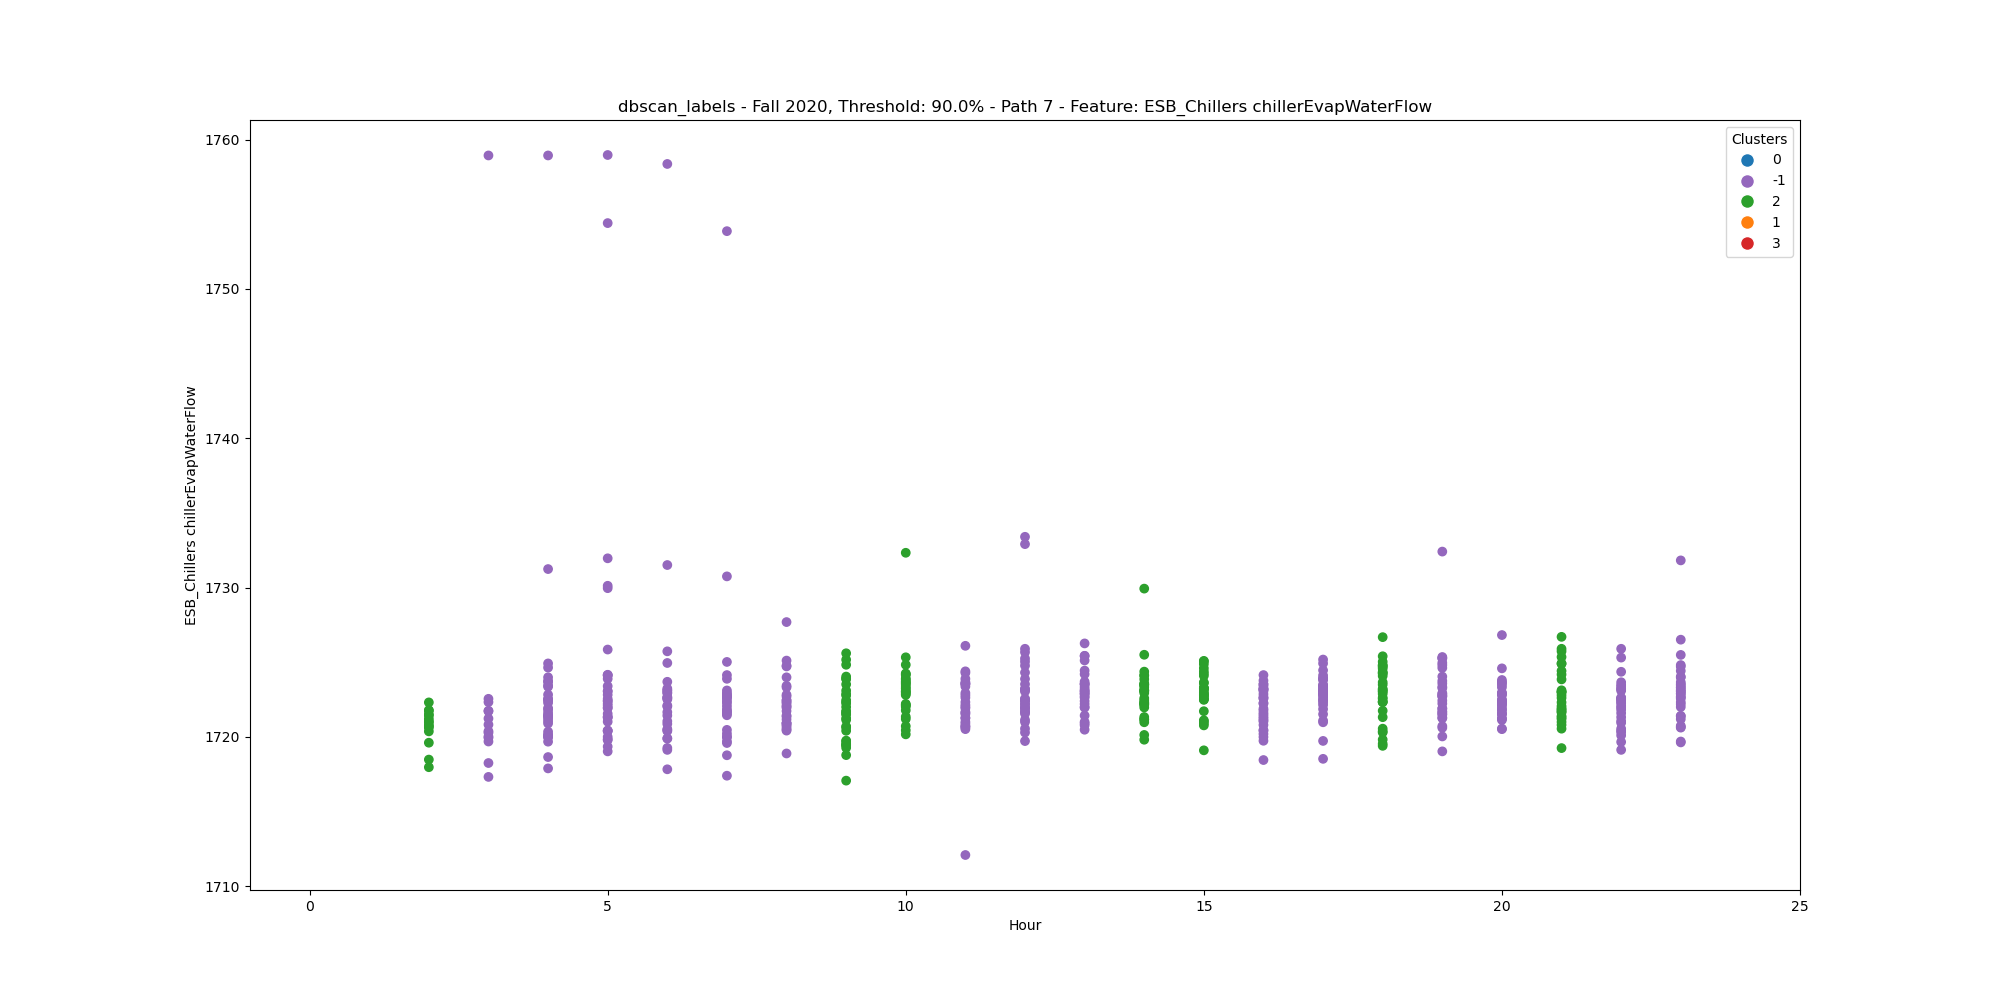 dbscan_labels - Fall 2020, Threshold: 90.0% - Path 7 - Feature: ESB_Chillers chillerEvapWaterFlow
Clusters
0
-1
2
1
3
ESB_Chillers chillerEvapWaterFlow
1760
1750
1740
1730
1720
1710
0 5 10 15 20 25
Hour